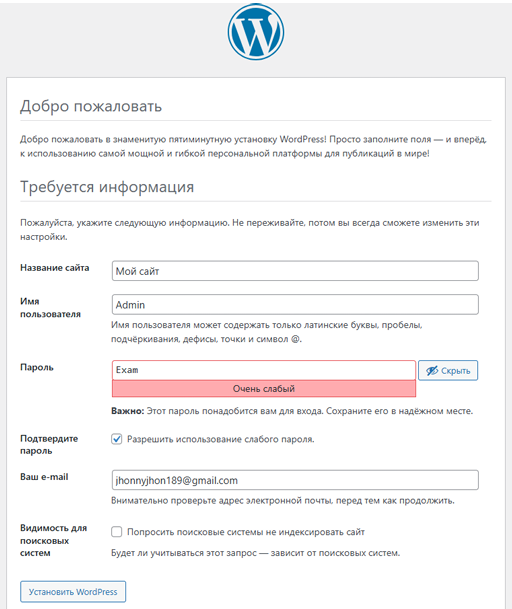 Добро пожаловать
Добро пожаловать в знаменитую пятиминутную установку WordPress! Просто заполните поля — и вперёд,
к использованию самой мощной и гибкой персональной платформы для публикаций в мире!
Требуется информация
Пожалуйста, укажите следующую информацию. Не переживайте, потом вы всегда сможете изменить эти
настройки.
Название сайта
Мой сайт
Имя
пользователя
Admin
Имя пользователя может содержать только латинские буквы, пробелы,
подчёркивания, дефисы, точки и символ @.
Пароль
Exam
Скрыть
Очень слабый
Важно: Этот пароль понадобится вам для входа. Сохраните его в надёжном месте.
Подтвердите
пароль
Разрешить использование слабого пароля.
Ваш e-mail
jhonnyjhon189@gmail.com
Внимательно проверьте адрес электронной почты, перед тем как продолжить.
Видимость для
поисковых
систем
Попросить поисковые системы не индексировать сайт
Будет ли учитываться этот запрос — зависит от поисковых систем.
Установить WordPress